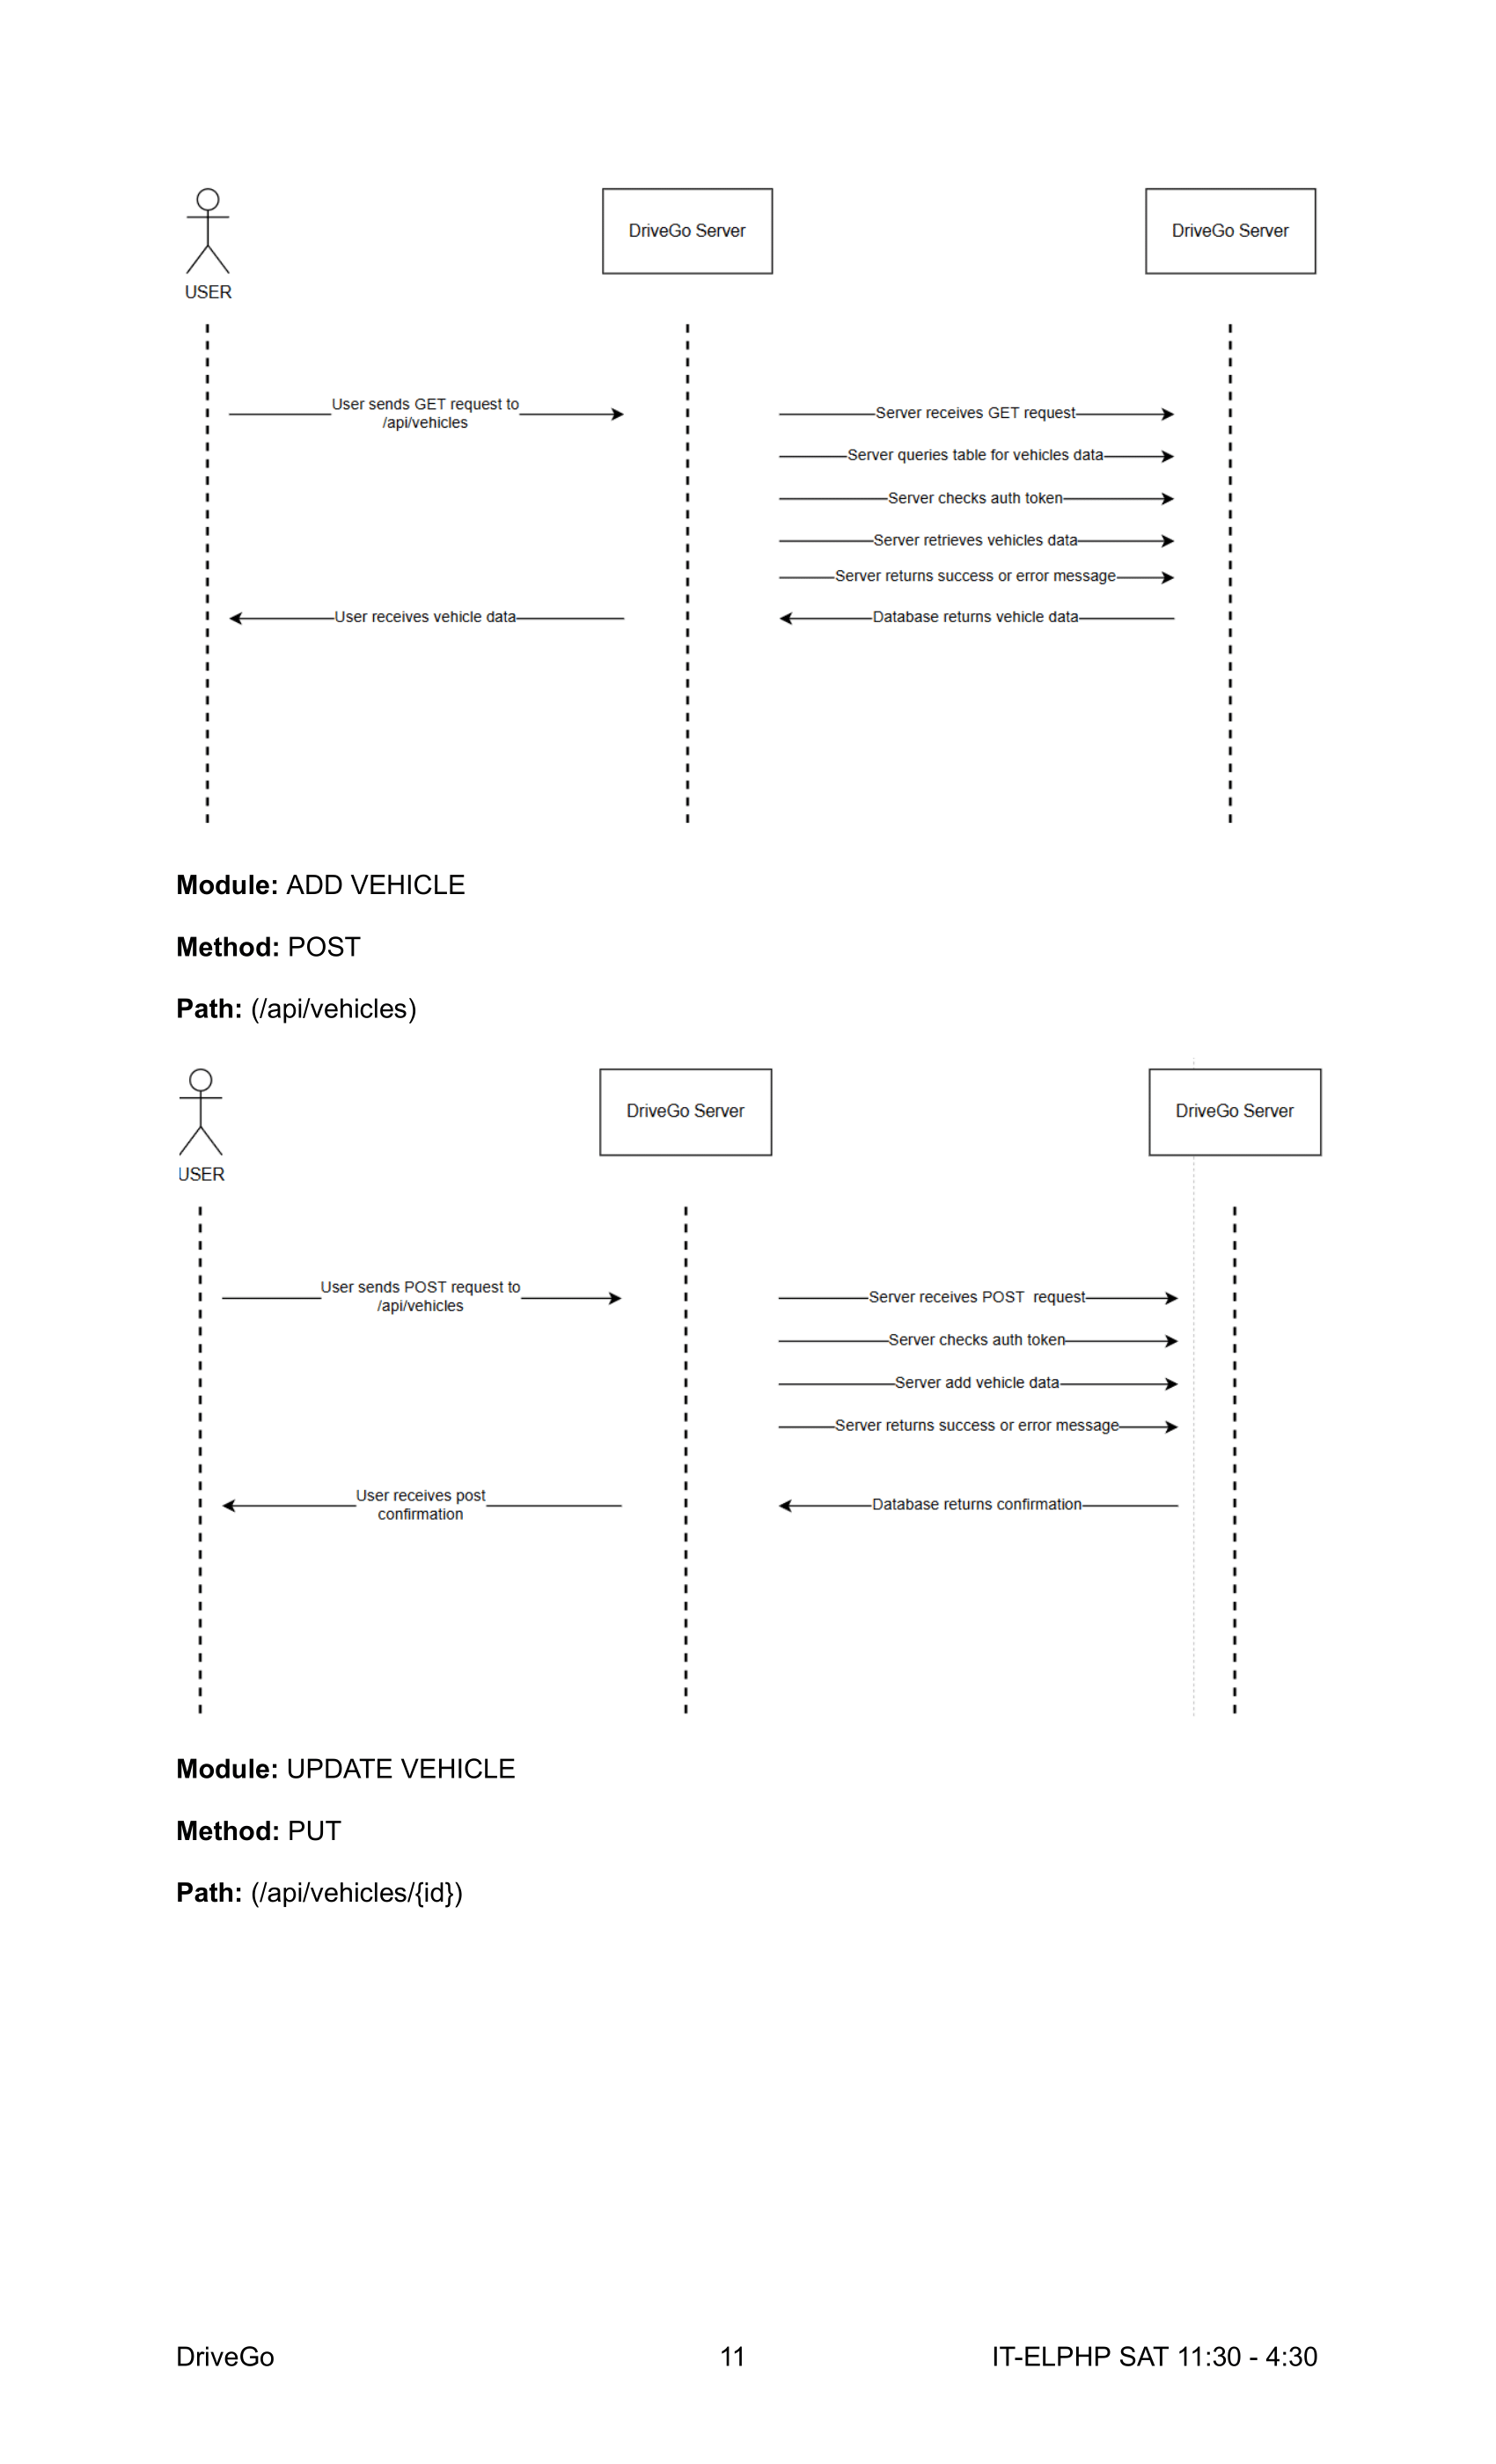 DriveGo Server
DriveGo Server
USER
User sends GET request to
/api/vehicles
Server receives GET request
Server queries table for vehicles data
Server checks auth token
Server retrieves vehicles data
Server returns success or error message
User receives vehicle data
Database returns vehicle data
Module: ADD VEHICLE
Method: POST
Path: (/api/vehicles)
DriveGo Server
DriveGo Server
USER
User sends POST request to
/api/vehicles
Server receives POST  request
Server checks auth token
Server add vehicle data
Server returns success or error message
User receives post
confirmation
Database returns confirmation
Module: UPDATE VEHICLE
Method: PUT
Path: (/api/vehicles/{id})
DriveGo
11
IT-ELPHP SAT 11:30 - 4:30